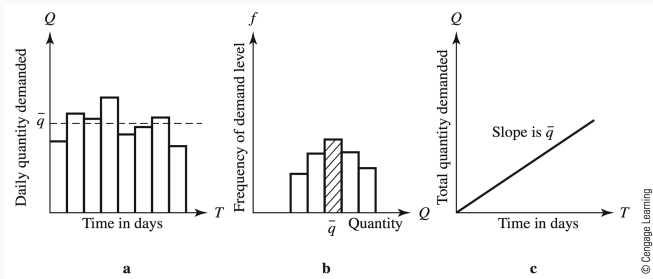 Q
Daily quantity demanded
q̄
T
Time in days
a
f
Frequency of demand level
q̄
Quantity
Q
b
Q
Total quantity demanded
Slope is q̄
T
Time in days
c
© Cengage Learning